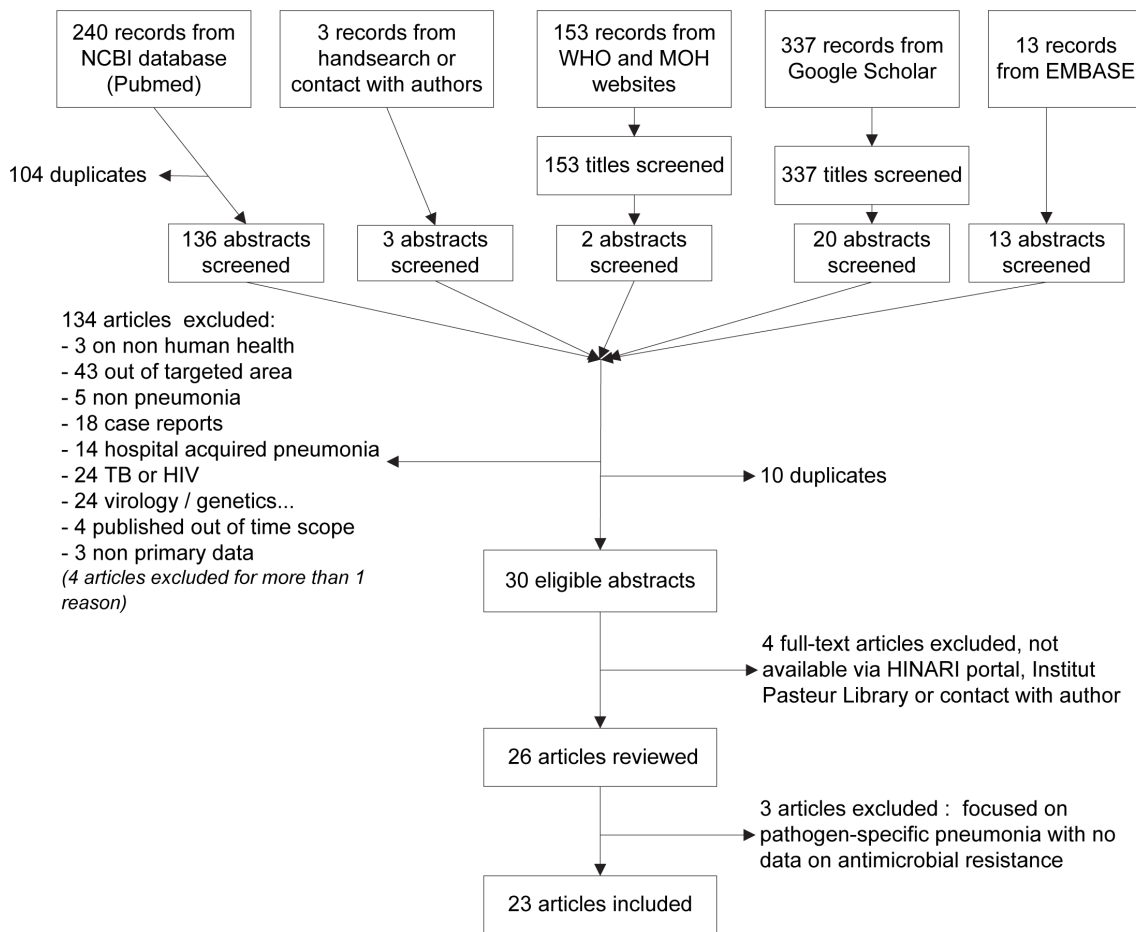 240 records from
NCBI database
(Pubmed)
3 records from
handsearch or
contact with authors
153 records from
WHO and MOH
websites
337 records from
Google Scholar
13 records
from EMBASE
153 titles screened
337 titles screened
104 duplicates
136 abstracts
screened
3 abstracts
screened
2 abstracts
screened
20 abstracts
screened
13 abstracts
screened
134 articles excluded:
- 3 on non human health
- 43 out of targeted area
- 5 non pneumonia
- 18 case reports
- 14 hospital acquired pneumonia
- 24 TB or HIV
- 24 virology / genetics...
- 4 published out of time scope
- 3 non primary data
(4 articles excluded for more than 1
reason)
10 duplicates
30 eligible abstracts
4 full-text articles excluded, not
available via HINARI portal, Institut
Pasteur Library or contact with author
26 articles reviewed
3 articles excluded : focused on
pathogen-specific pneumonia with no
data on antimicrobial resistance
23 articles included